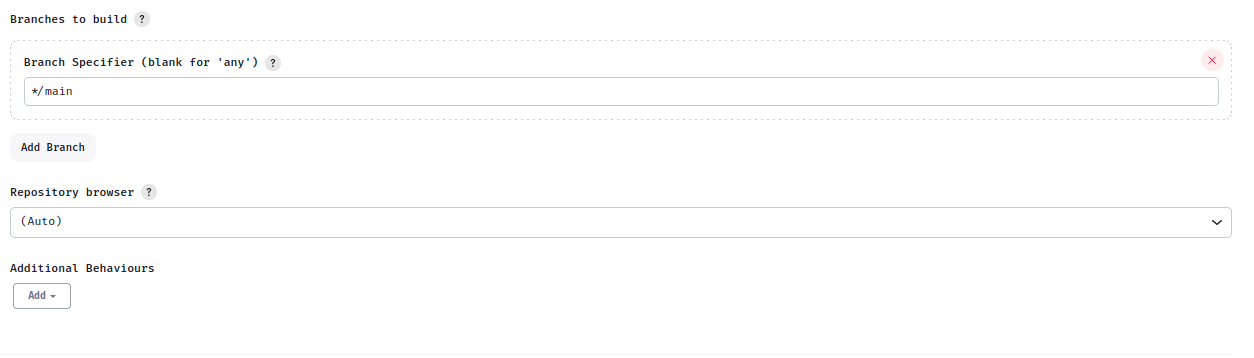 Branches to build ?
Branch Specifier (blank for 'any') ?
*/main
Add Branch
Repository browser ?
(Auto)
Additional Behaviours
Add